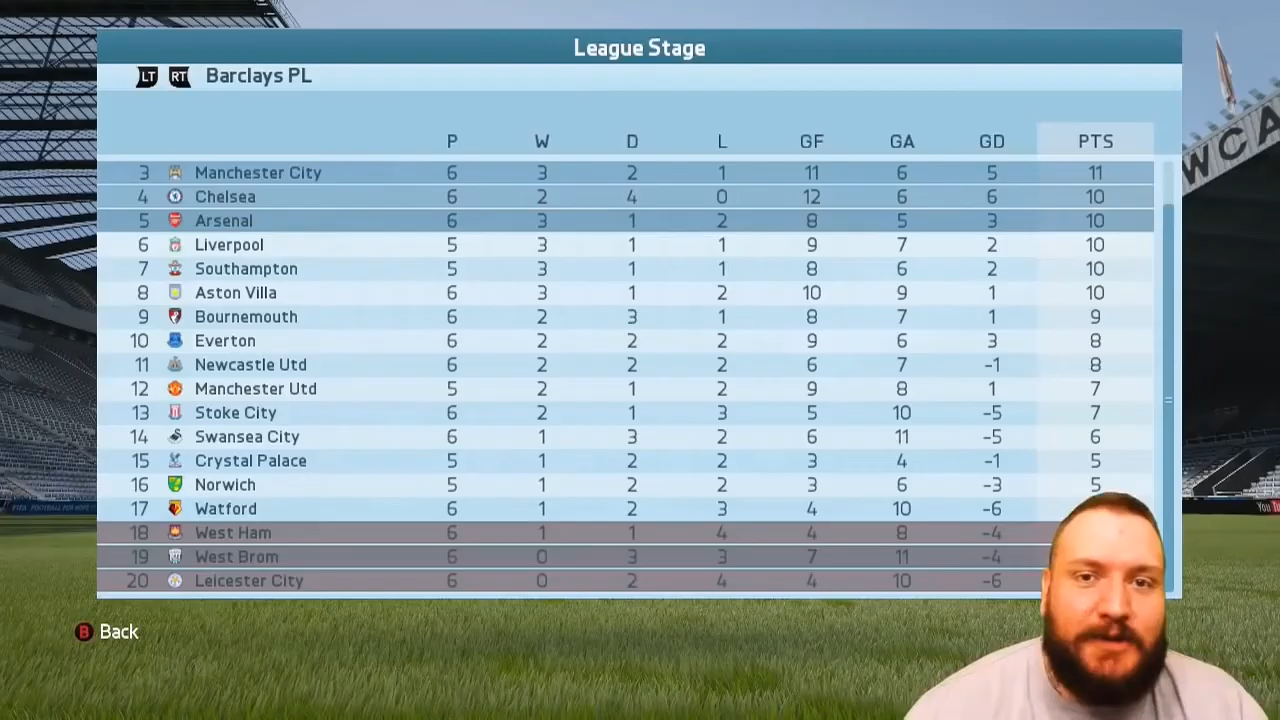 League Stage
LT RT Barclays PL
P W D L GF GA GD PTS
3 Manchester City 6 3 2 1 11 6 5 11
4 Chelsea 6 2 4 0 12 6 6 10
5 Arsenal 6 3 1 2 8 5 3 10
6 Liverpool 5 3 1 1 9 7 2 10
7 Southampton 5 3 1 1 8 6 2 10
8 Aston Villa 6 3 1 2 10 9 1 10
9 Bournemouth 6 2 3 1 8 7 1 9
10 Everton 6 2 2 2 9 6 3 8
11 Newcastle Utd 6 2 2 2 6 7 -1 8
12 Manchester Utd 5 2 1 2 9 8 1 7
13 Stoke City 6 2 1 3 5 10 -5 7
14 Swansea City 6 1 3 2 6 11 -5 6
15 Crystal Palace 5 1 2 2 3 4 -1 5
16 Norwich 5 1 2 2 3 6 -3 5
17 Watford 6 1 2 3 4 10 -6
18 West Ham 6 1 1 4 4 8 -4
19 West Brom 6 0 3 3 7 11 -4
20 Leicester City 6 0 2 4 4 10 -6
B Back
WCA
You